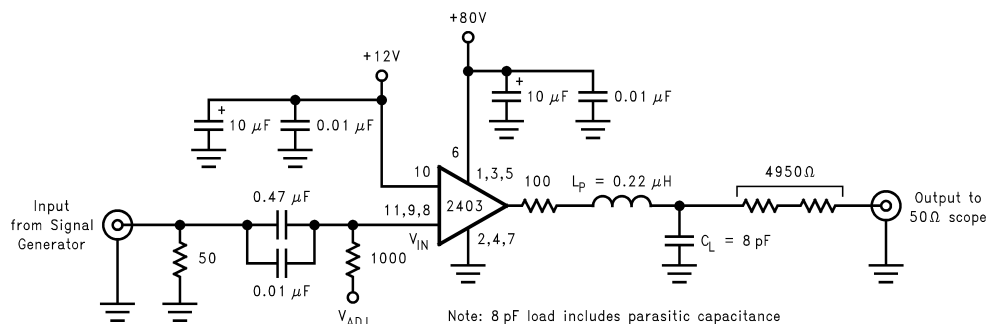 +80V
+12V
+
10 μF
0.01 μF
+
10 μF
0.01 μF
6
10
1,3,5
100
L_P = 0.22 μH
4950Ω
Input
from Signal
Generator
0.47 μF
11,9,8
2403
Output to
50Ω scope
V_IN
2,4,7
C_L = 8 pF
50
1000
0.01 μF
V_ADJ
Note: 8 pF load includes parasitic capacitance